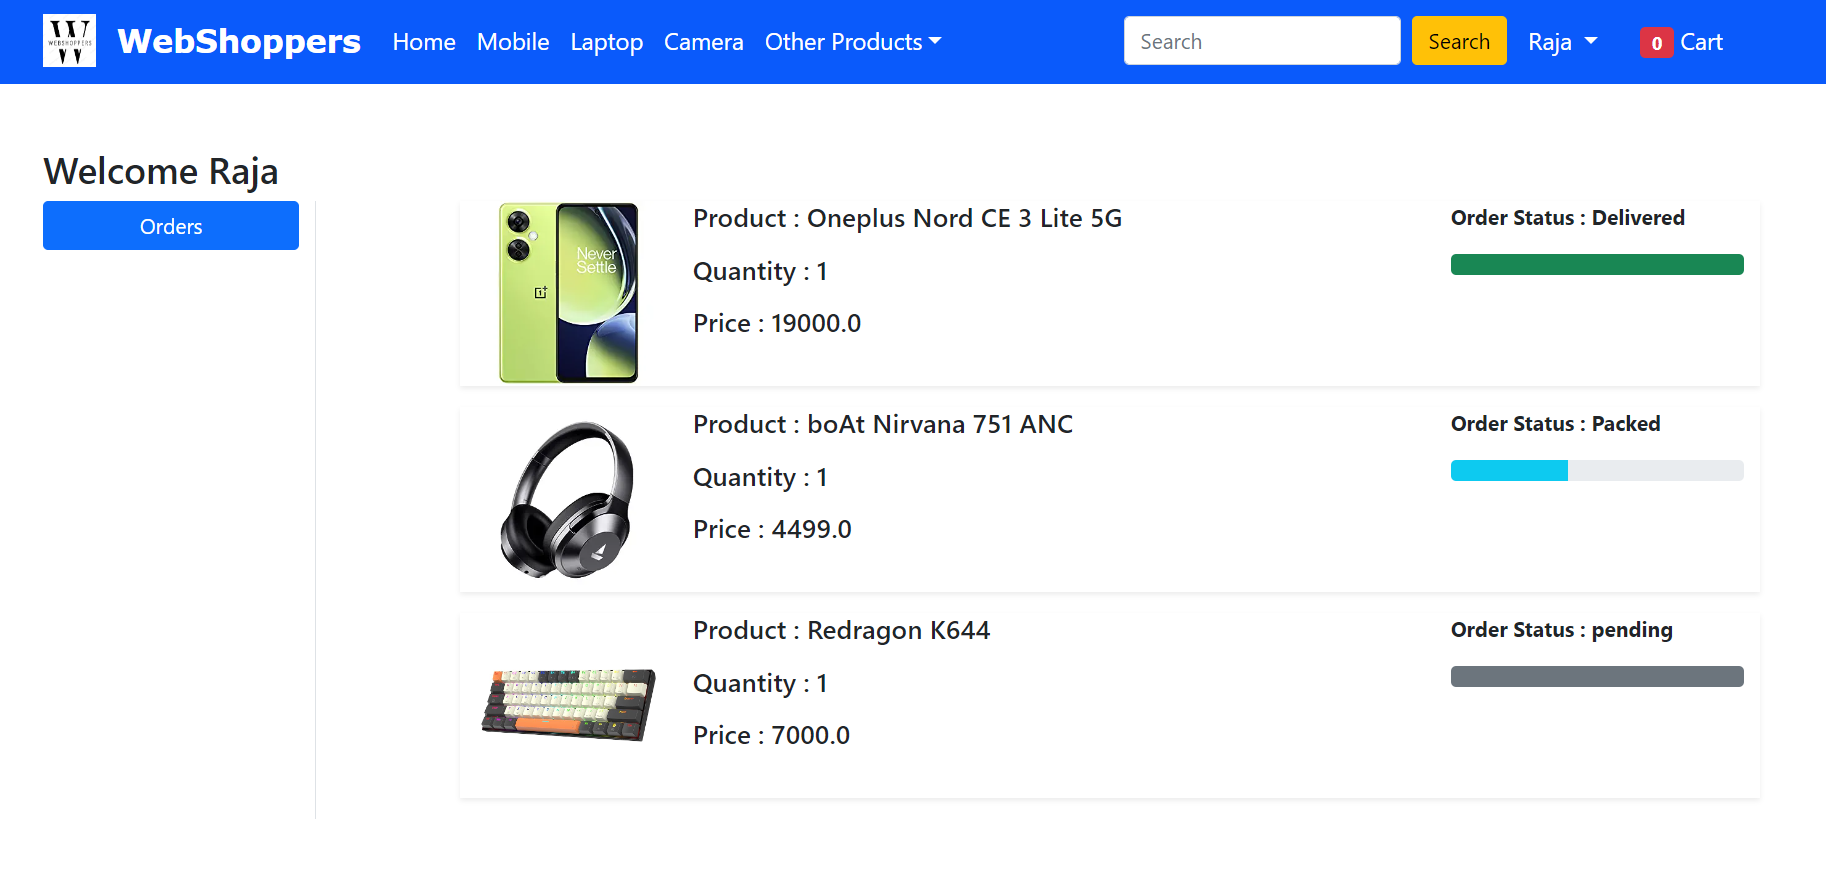 W
WEBSHOPPERS
W
WebShoppers
Home Mobile Laptop Camera Other Products
Search
Search
Raja
0 Cart
Welcome Raja
Orders
Never
Settle
Product : Oneplus Nord CE 3 Lite 5G
Quantity : 1
Price : 19000.0
Order Status : Delivered
Product : boAt Nirvana 751 ANC
Quantity : 1
Price : 4499.0
Order Status : Packed
Product : Redragon K644
Quantity : 1
Price : 7000.0
Order Status : pending